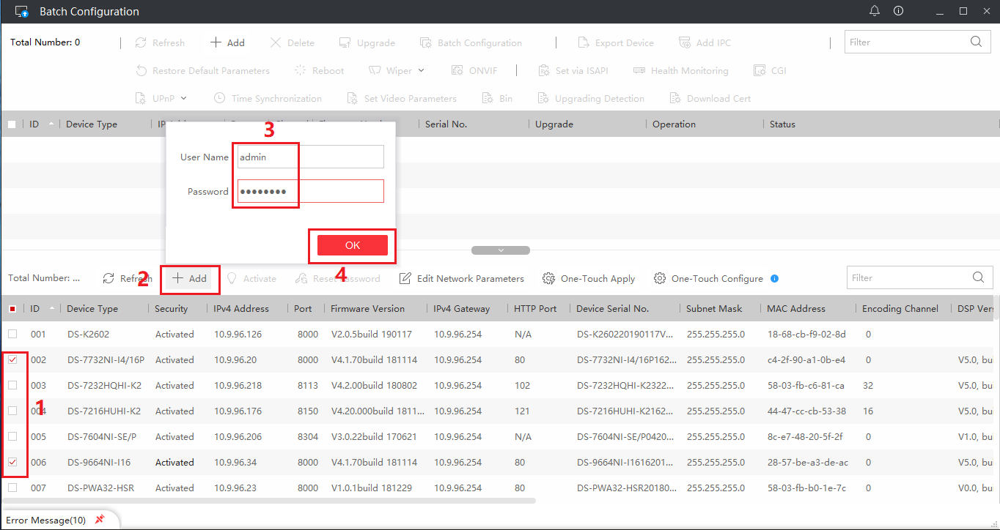 Batch Configuration
Total Number: 0 Refresh Add Delete Upgrade Batch Configuration Export Device Add IPC Filter
Restore Default Parameters Reboot Wiper ONVIF Set via ISAPI Health Monitoring CGI
UPnP Time Synchronization Set Video Parameters Bin Upgrading Detection Download Cert
ID Device Type Serial No. Upgrade Operation Status
3
User Name admin
Password ●●●●●●●●
OK
4
2
Total Number: ... Refresh Add Activate Reset Password Edit Network Parameters One-Touch Apply One-Touch Configure Filter
ID Device Type Security IPv4 Address Port Firmware Version IPv4 Gateway HTTP Port Device Serial No. Subnet Mask MAC Address Encoding Channel DSP Vers
001 DS-K2602 Activated 10.9.96.126 8000 V2.0.5build 190117 10.9.96.254 N/A DS-K260220190117V... 255.255.255.0 18-68-cb-f9-02-8d 0
002 DS-7732NI-I4/16P Activated 10.9.96.20 8000 V4.1.70build 181114 10.9.96.254 80 DS-7732NI-I4/16P162... 255.255.255.0 c4-2f-90-a1-0b-e4 0 V5.0, bui
003 DS-7232HQHI-K2 Activated 10.9.96.218 8113 V4.2.00build 180802 10.9.96.254 102 DS-7232HQHI-K2322... 255.255.255.0 58-03-fb-c6-81-ca 32 V5.0, bui
1
004 DS-7216HUHI-K2 Activated 10.9.96.176 8150 V4.20.000build 1811... 10.9.96.254 121 DS-7216HUHI-K2162... 255.255.255.0 44-47-cc-cb-53-38 16 V5.0, bui
005 DS-7604NI-SE/P Activated 10.9.96.206 8304 V3.0.22build 170621 10.9.96.254 N/A DS-7604NI-SE/P0420... 255.255.255.0 8c-e7-48-20-5f-2f 0 V1.0, bui
006 DS-9664NI-I16 Activated 10.9.96.34 8000 V4.1.70build 181114 10.9.96.254 80 DS-9664NI-I1616201... 255.255.255.0 28-57-be-a3-de-ac 0 V5.0, bui
007 DS-PWA32-HSR Activated 10.9.96.23 8000 V1.0.1build 181229 10.9.96.254 80 DS-PWA32-HSR20180... 255.255.255.0 58-03-fb-b0-1e-7c 0 V0.0, bui
Error Message(10)